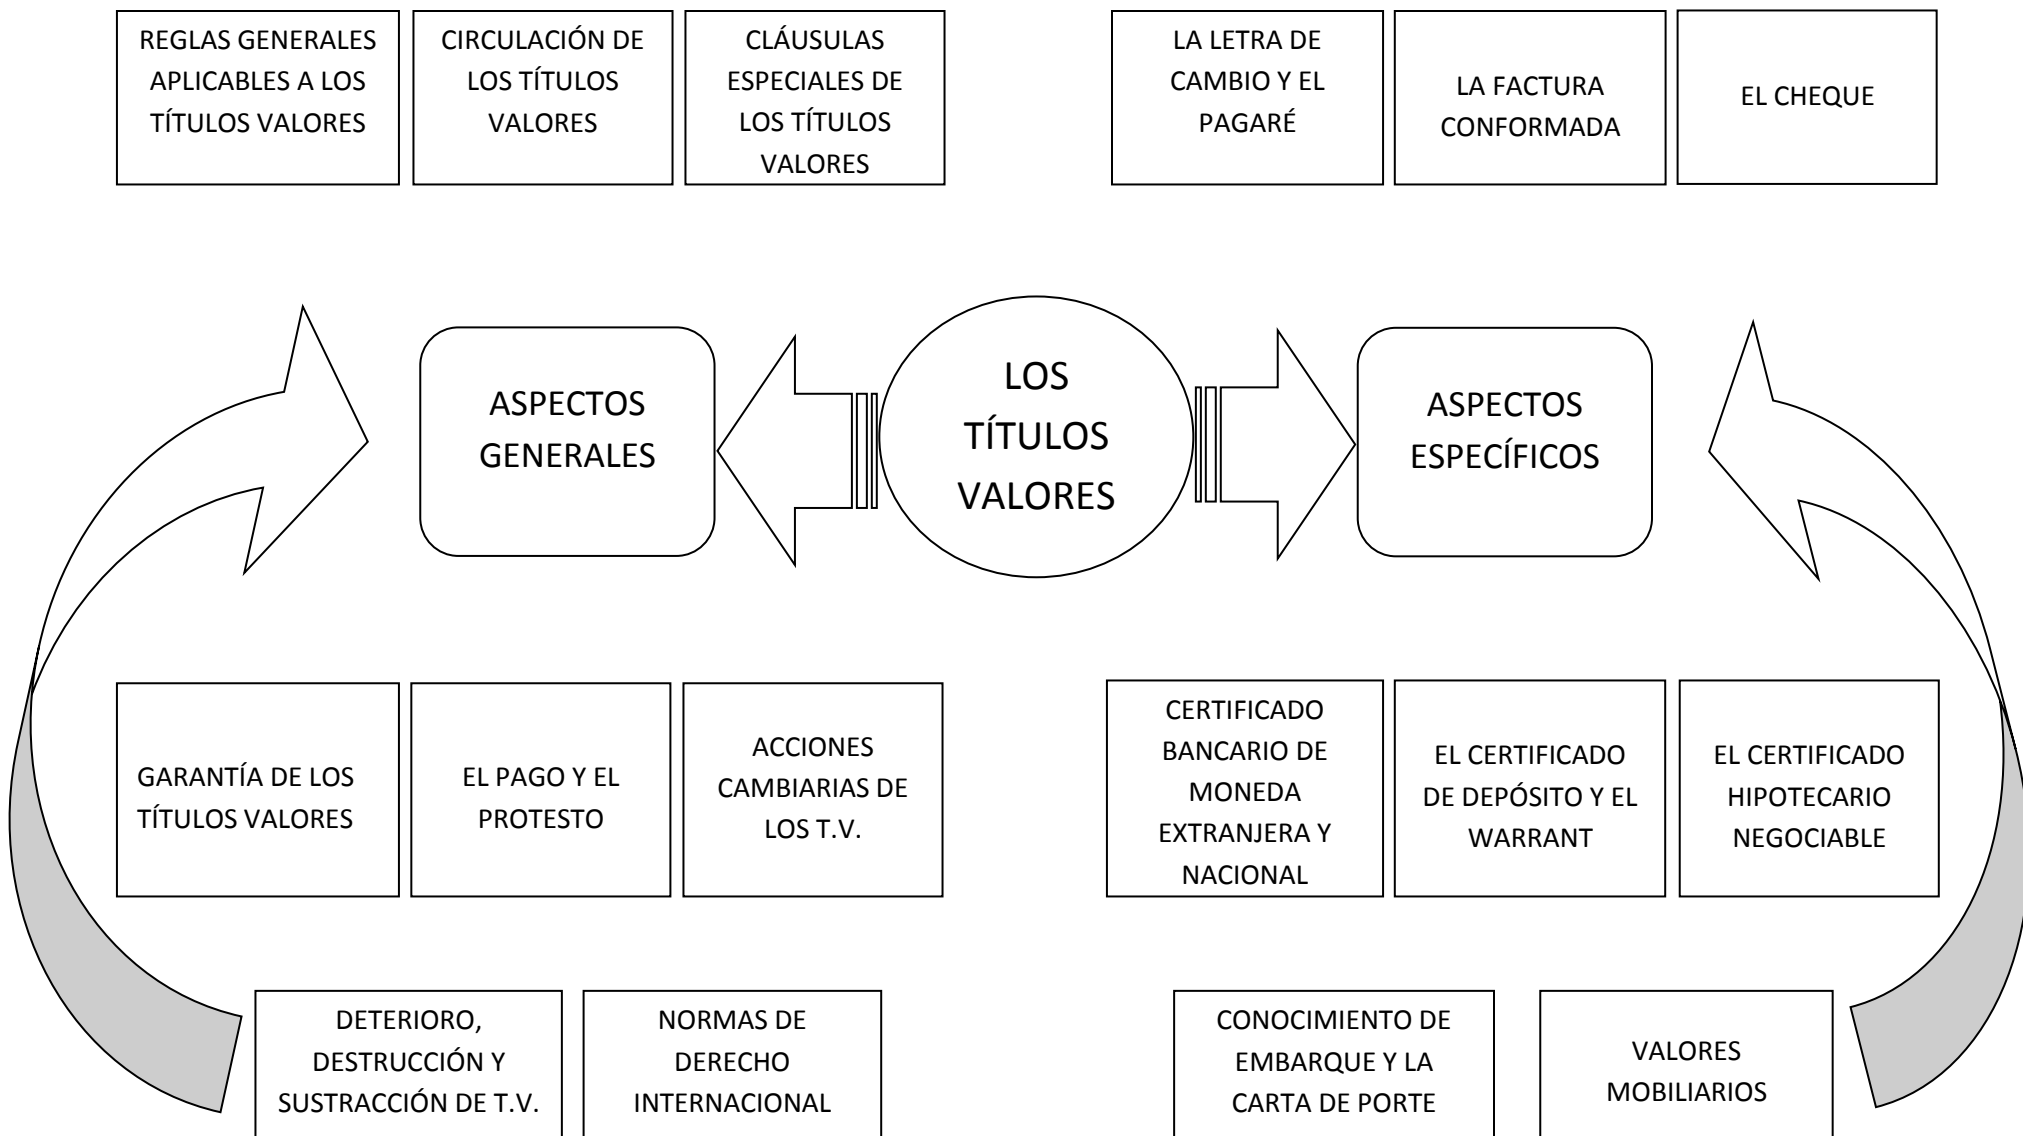 REGLAS GENERALES
APLICABLES A LOS
TÍTULOS VALORES
CIRCULACIÓN DE
LOS TÍTULOS
VALORES
CLÁUSULAS
ESPECIALES DE
LOS TÍTULOS
VALORES
LA LETRA DE
CAMBIO Y EL
PAGARÉ
LA FACTURA
CONFORMADA
EL CHEQUE
ASPECTOS
GENERALES
LOS
TÍTULOS
VALORES
ASPECTOS
ESPECÍFICOS
GARANTÍA DE LOS
TÍTULOS VALORES
EL PAGO Y EL
PROTESTO
ACCIONES
CAMBIARIAS DE
LOS T.V.
CERTIFICADO
BANCARIO DE
MONEDA
EXTRANJERA Y
NACIONAL
EL CERTIFICADO
DE DEPÓSITO Y EL
WARRANT
EL CERTIFICADO
HIPOTECARIO
NEGOCIABLE
DETERIORO,
DESTRUCCIÓN Y
SUSTRACCIÓN DE T.V.
NORMAS DE
DERECHO
INTERNACIONAL
CONOCIMIENTO DE
EMBARQUE Y LA
CARTA DE PORTE
VALORES
MOBILIARIOS